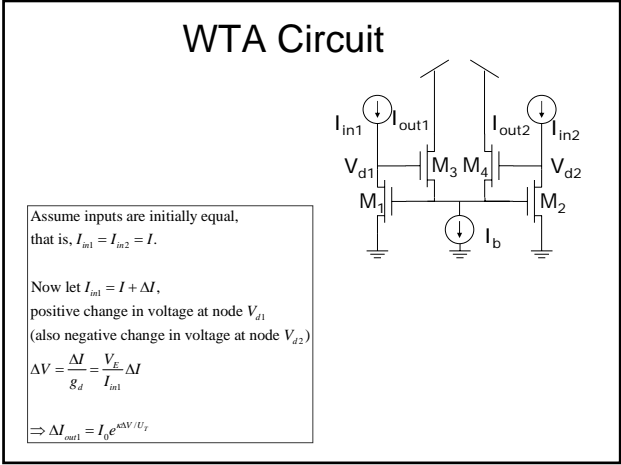 WTA Circuit
I_in1 I_out1 I_out2 I_in2
V_d1 M_3 M_4 V_d2
M_1 M_2
I_b
Assume inputs are initially equal,
that is, I_in1 = I_in2 = I.
Now let I_in1 = I + ΔI,
positive change in voltage at node V_d1
(also negative change in voltage at node V_d2)
ΔV = ΔI / g_d = V_E / I_in1 ΔI
⇒ ΔI_out1 = I_0 e^{κΔV/U_T}